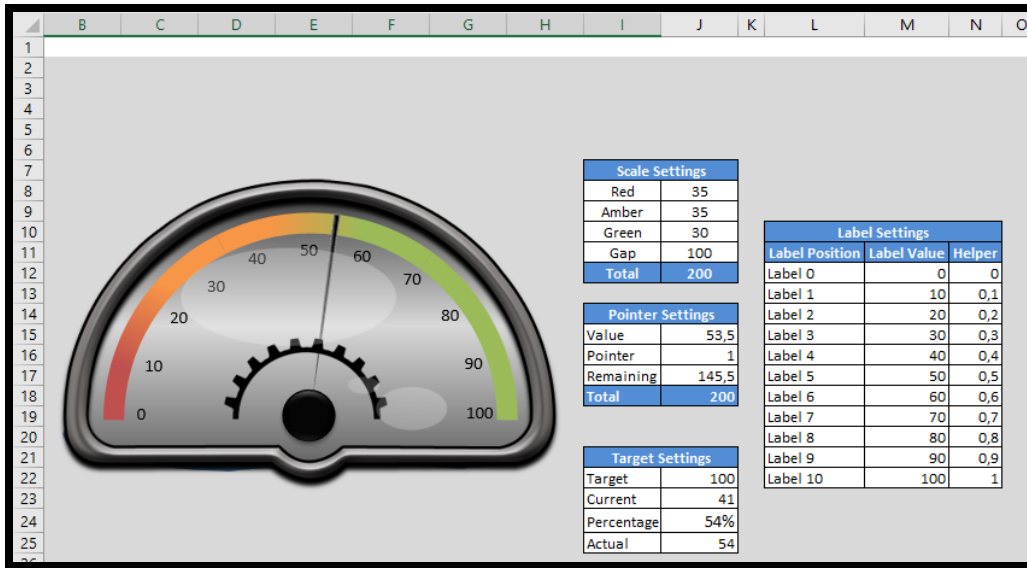 B C D E F G H I J K L M N O
1
2
3
4
5
6
7 Scale Settings
8 Red 35
9 Amber 35
10 Green 30 Label Settings
11 40 50 60 Gap 100 Label Position Label Value Helper
12 30 70 Total 200 Label 0 0 0
13 Label 1 10 0,1
14 20 80 Pointer Settings Label 2 20 0,2
15 Value 53,5 Label 3 30 0,3
16 Pointer 1 Label 4 40 0,4
17 10 90 Remaining 145,5 Label 5 50 0,5
18 Total 200 Label 6 60 0,6
19 0 100 Label 7 70 0,7
20 Label 8 80 0,8
21 Target Settings Label 9 90 0,9
22 Target 100 Label 10 100 1
23 Current 41
24 Percentage 54%
25 Actual 54